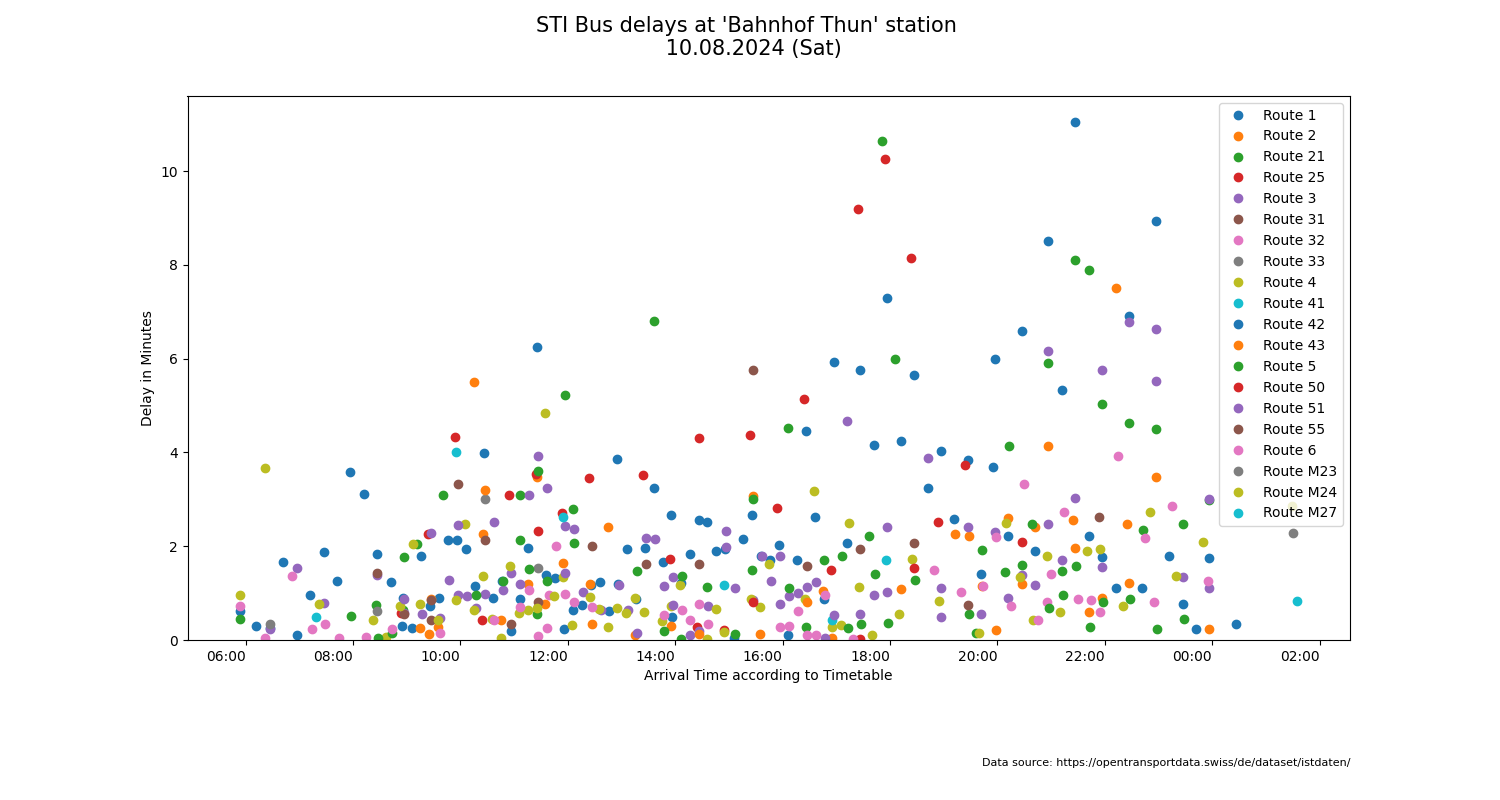 STI Bus delays at 'Bahnhof Thun' station
10.08.2024 (Sat)
Delay in Minutes
10
8
6
4
2
0
Route 1
Route 2
Route 21
Route 25
Route 3
Route 31
Route 32
Route 33
Route 4
Route 41
Route 42
Route 43
Route 5
Route 50
Route 51
Route 55
Route 6
Route M23
Route M24
Route M27
06:00 08:00 10:00 12:00 14:00 16:00 18:00 20:00 22:00 00:00 02:00
Arrival Time according to Timetable
Data source: https://opentransportdata.swiss/de/dataset/istdaten/